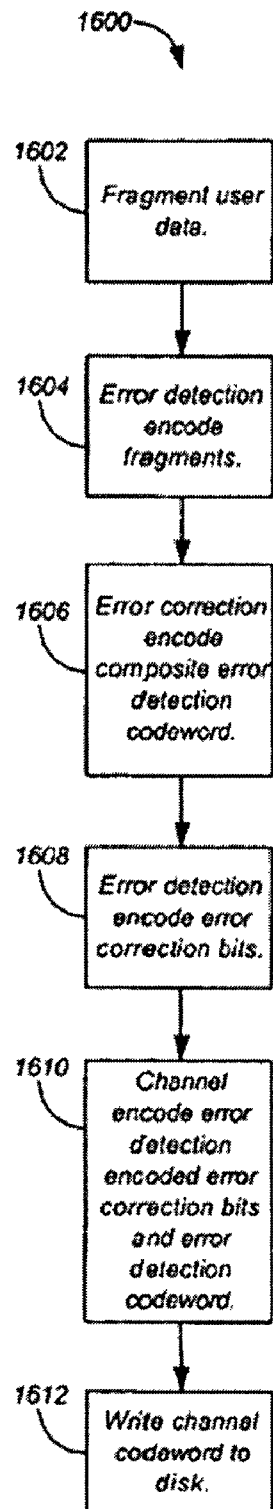 1600
1602
Fragment user
data.
1604
Error detection
encode
fragments.
1606
Error correction
encode
composite error
detection
codeword.
1608
Error detection
encode error
correction bits.
1610
Channel
encode error
detection
encoded error
correction bits
and error
detection
codeword.
1612
Write channel
codeword to
disk.